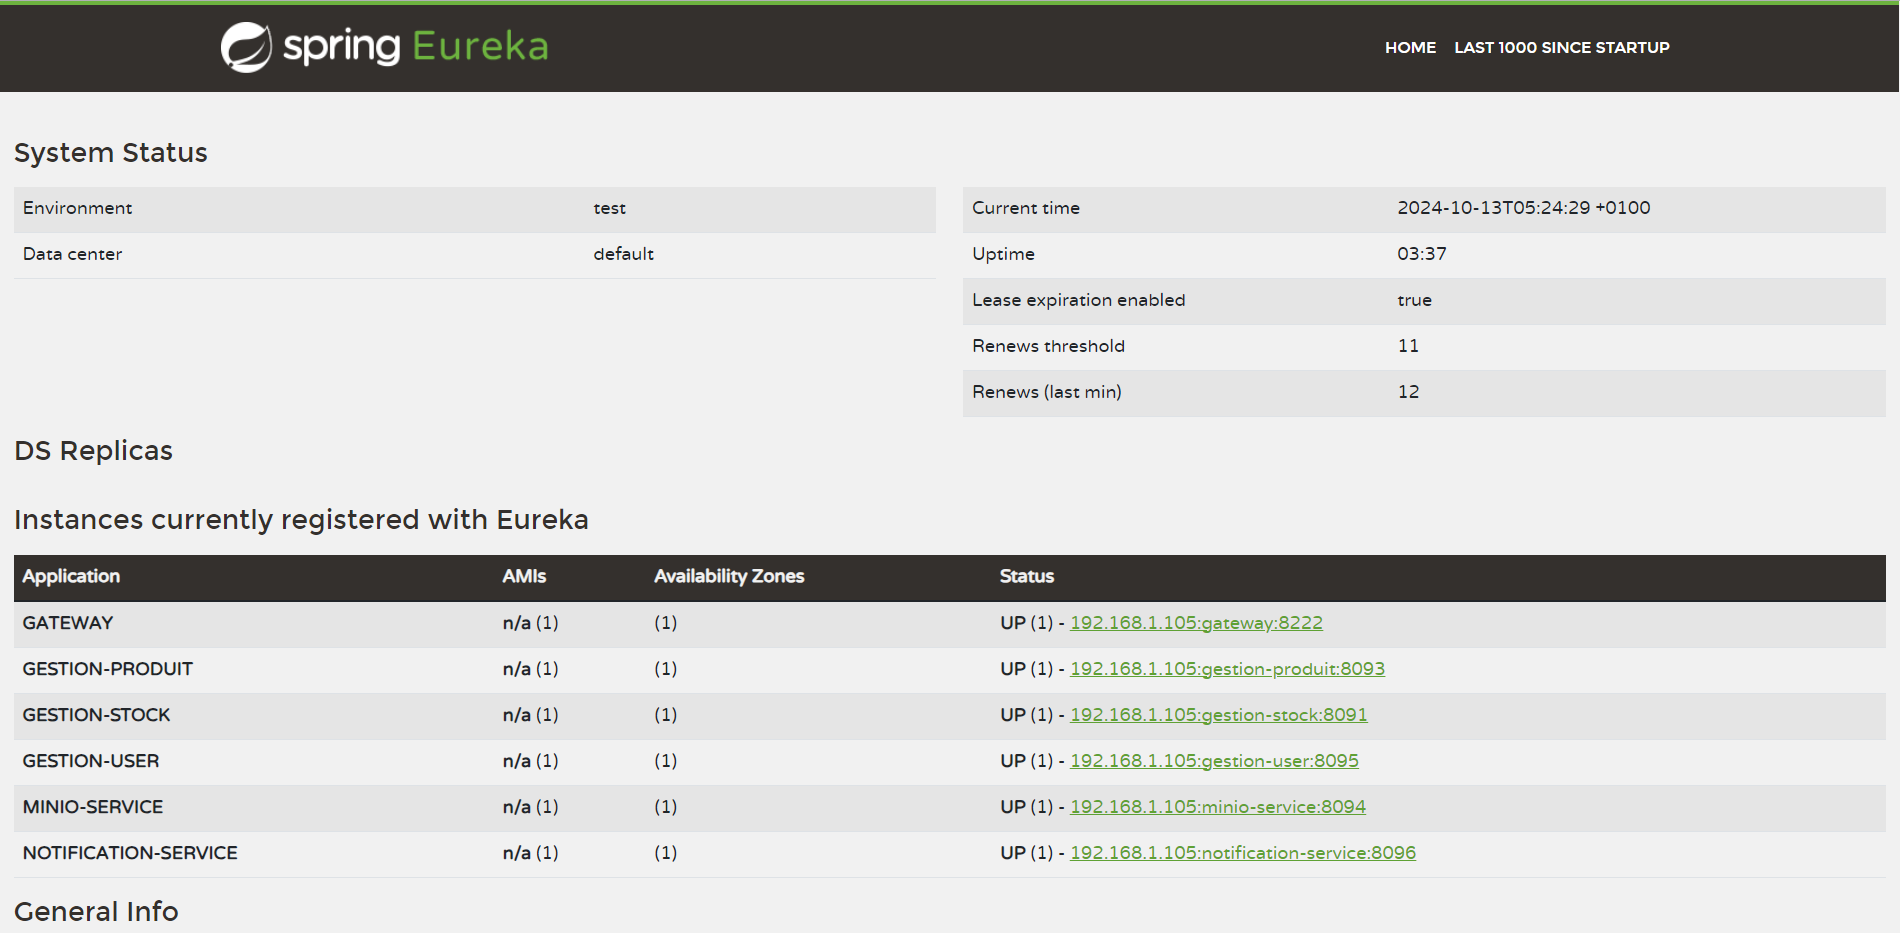 spring Eureka
HOME LAST 1000 SINCE STARTUP
System Status
Environment test
Data center default
Current time 2024-10-13T05:24:29 +0100
Uptime 03:37
Lease expiration enabled true
Renews threshold 11
Renews (last min) 12
DS Replicas
Instances currently registered with Eureka
Application AMIs Availability Zones Status
GATEWAY n/a (1) (1) UP (1) - 192.168.1.105:gateway:8222
GESTION-PRODUIT n/a (1) (1) UP (1) - 192.168.1.105:gestion-produit:8093
GESTION-STOCK n/a (1) (1) UP (1) - 192.168.1.105:gestion-stock:8091
GESTION-USER n/a (1) (1) UP (1) - 192.168.1.105:gestion-user:8095
MINIO-SERVICE n/a (1) (1) UP (1) - 192.168.1.105:minio-service:8094
NOTIFICATION-SERVICE n/a (1) (1) UP (1) - 192.168.1.105:notification-service:8096
General Info